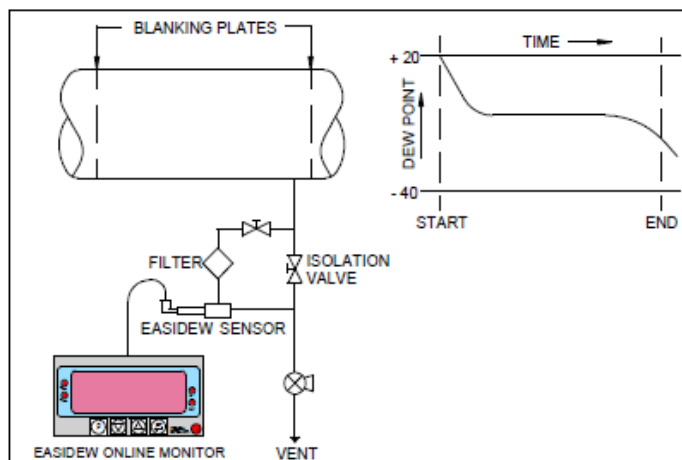 BLANKING PLATES
TIME
+ 20
DEW POINT
- 40
START
END
FILTER
ISOLATION
VALVE
EASIDEW SENSOR
EASIDEW ONLINE MONITOR
VENT